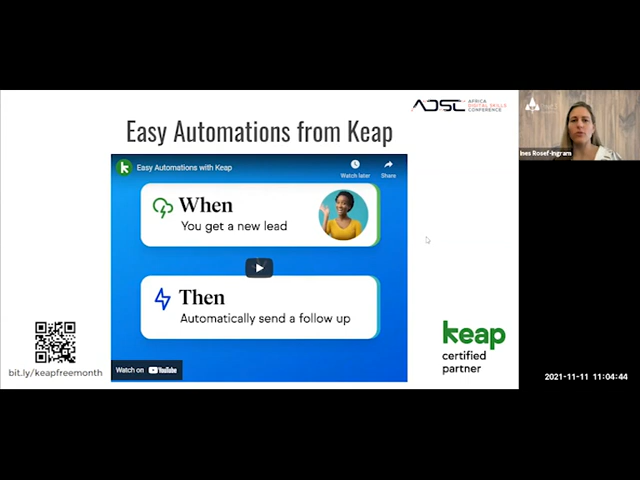 ADSC AFRICA
DIGITAL SKILLS
CONFERENCE
Easy Automations from Keap
Easy Automations with Keap
Watch later
Share
When
You get a new lead
Then
Automatically send a follow up
Watch on YouTube
bit.ly/keapfreemonth
keap
certified
partner
Ines Rosef-Ingram
2021-11-11 11:04:44